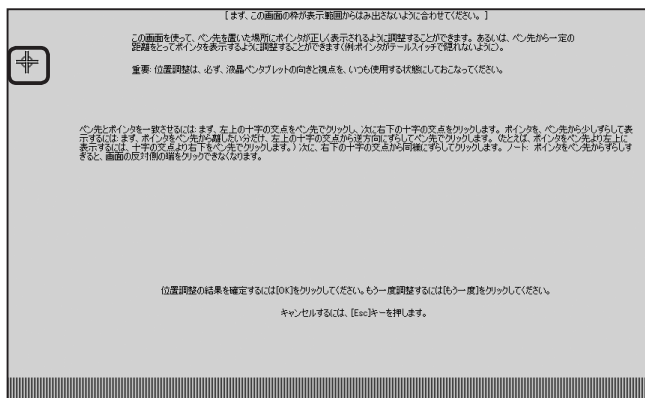 [ まず、この画面の枠が表示範囲からはみ出さないように合わせてください。 ]
この画面を使って、ペン先を置いた場所にポインタが正しく表示されるように調整することができます。あるいは、ペン先から一定の
距離をとってポインタを表示するように調整することができます(例:ポインタがテールスイッチで隠れないように)。
重要: 位置調整は、必ず、液晶ペンタブレットの向きと視点を、いつも使用する状態にしておこなってください。
ペン先とポインタを一致させるには: まず、左上の十字の交点をペン先でクリックし、次に右下の十字の交点をクリックします。 ポインタを、ペン先から少しずらして表
示するには: まず、ポインタをペン先から離したい分だけ、左上の十字の交点から逆方向にずらしてペン先でクリックします。 (たとえば、ポインタをペン先より左上に
表示するには、十字の交点より右下をペン先でクリックします。) 次に、右下の十字の交点から同様にずらしてクリックします。 ノート: ポインタをペン先からずらしす
ぎると、画面の反対側の端をクリックできなくなります。
位置調整の結果を確定するには[OK]をクリックしてください。もう一度調整するには[もう一度]をクリックしてください。
キャンセルするには、[Esc]キーを押します。